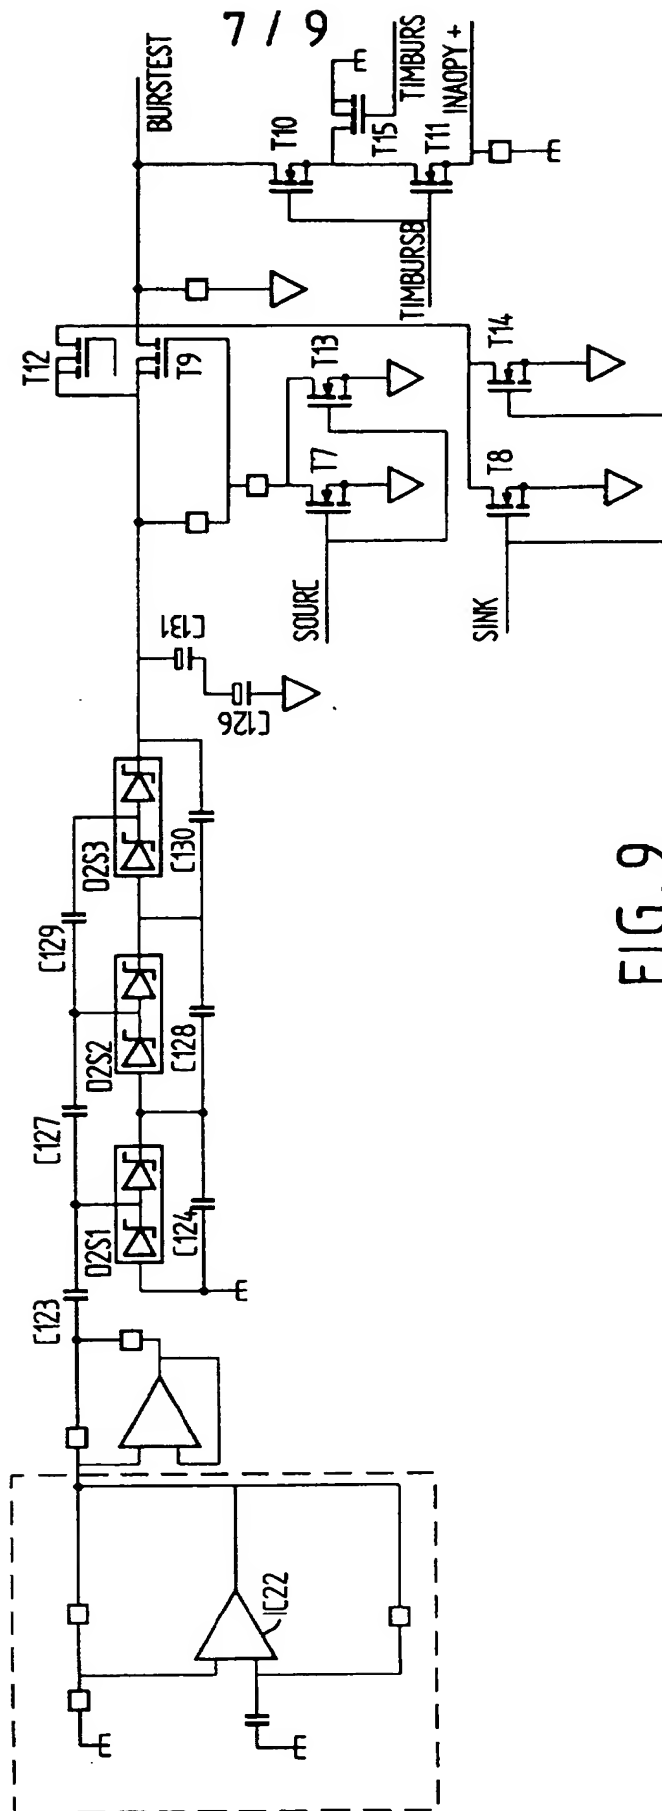 7 / 9
BURSTEST
T10
T15
TIMBURS
INAOPY +
T11
TIMBURSB
T12
T9
T13
T14
T7
T8
SOURC
SINK
C131
C126
D2S3
C130
C129
D2S2
C128
C127
D2S1
C124
C123
IC22
FIG. 9